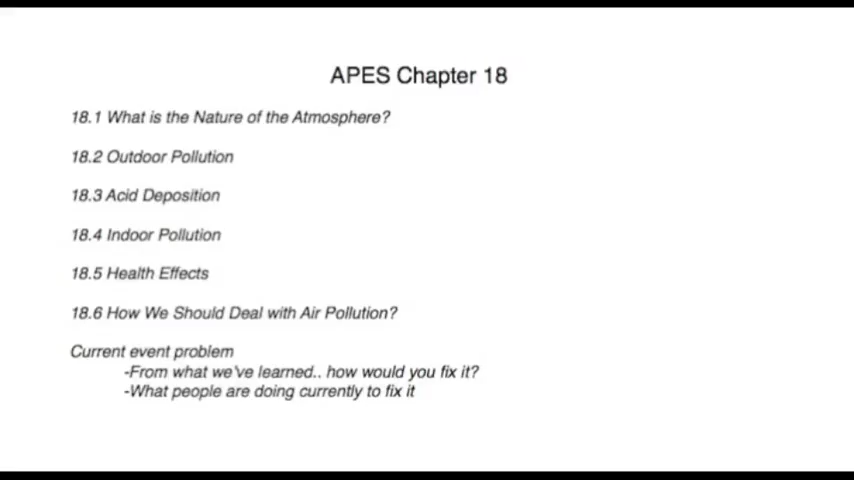 APES Chapter 18
18.1 What is the Nature of the Atmosphere?
18.2 Outdoor Pollution
18.3 Acid Deposition
18.4 Indoor Pollution
18.5 Health Effects
18.6 How We Should Deal with Air Pollution?
Current event problem
-From what we've learned.. how would you fix it?
-What people are doing currently to fix it